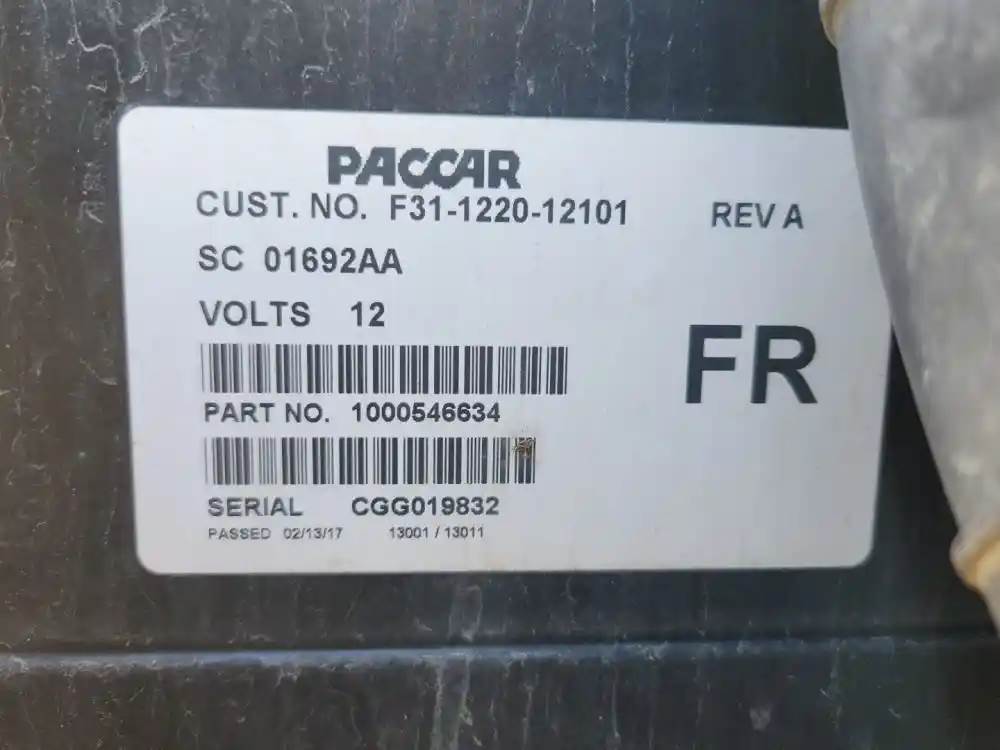 PACCAR
CUST. NO. F31-1220-12101 REV A
SC 01692AA
VOLTS 12
FR
PART NO. 1000546634
SERIAL CGG019832
PASSED 02/13/17 13001 / 13011